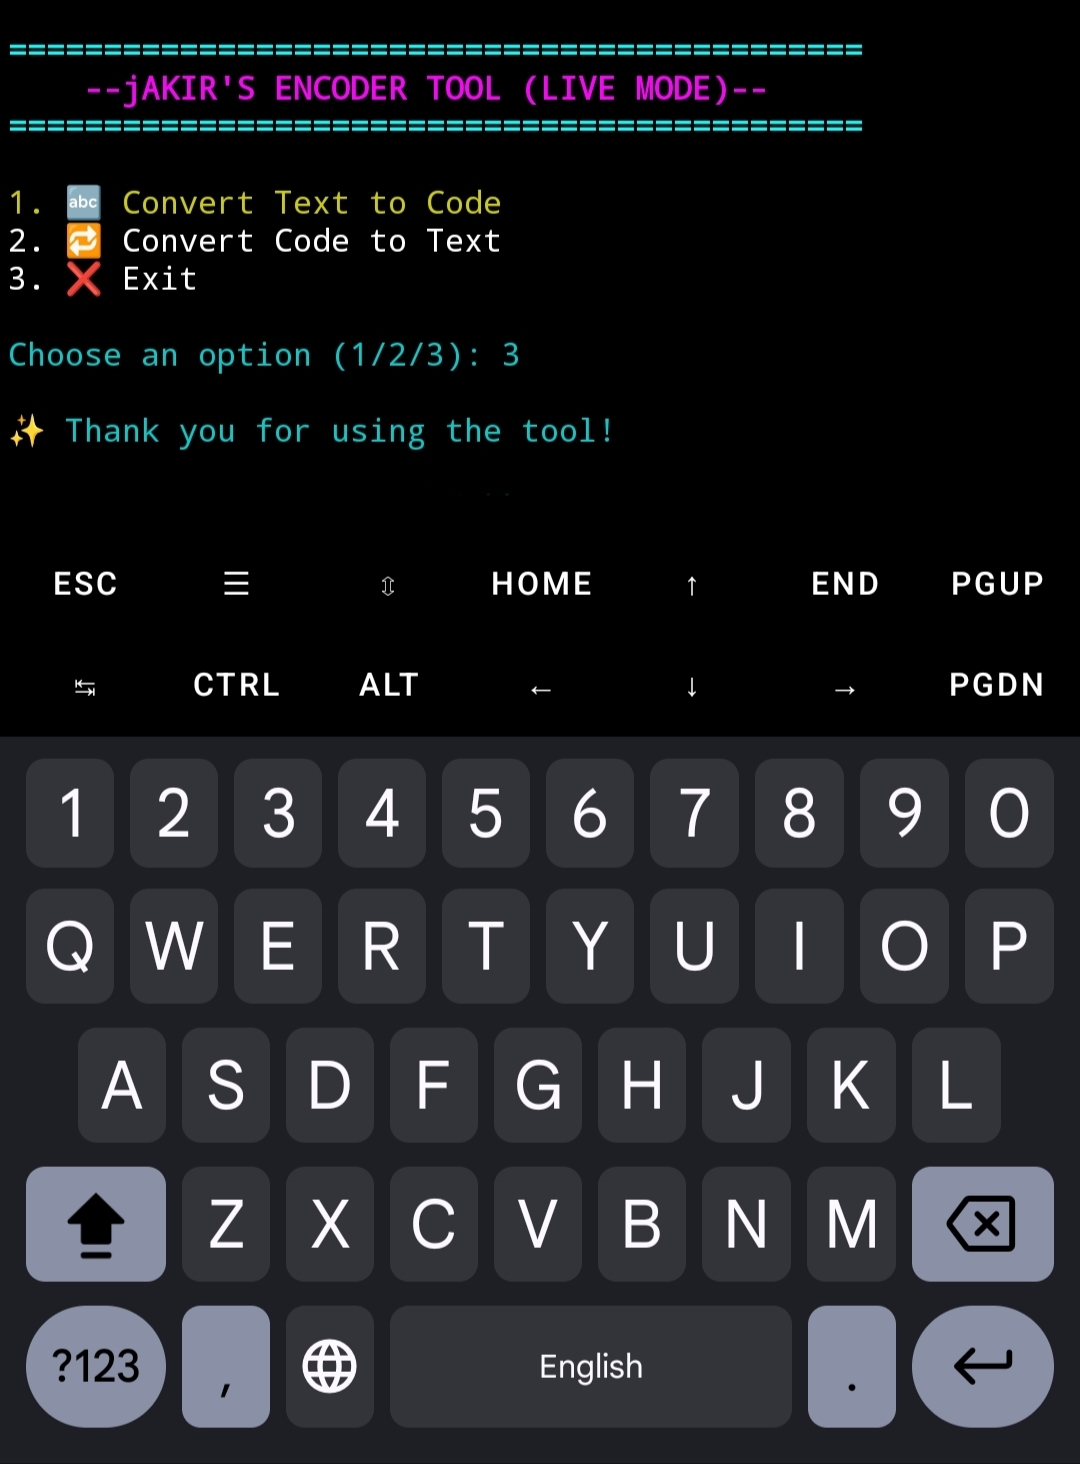 =============================================
--jAKIR'S ENCODER TOOL (LIVE MODE)--
=============================================
1. 🔤 Convert Text to Code
2. 🔁 Convert Code to Text
3. ❌ Exit
Choose an option (1/2/3): 3
✨ Thank you for using the tool!
ESC ☰ ⇳ HOME ↑ END PGUP
↹ CTRL ALT ← ↓ → PGDN
1 2 3 4 5 6 7 8 9 0
Q W E R T Y U I O P
A S D F G H J K L
Z X C V B N M
?123 , English .